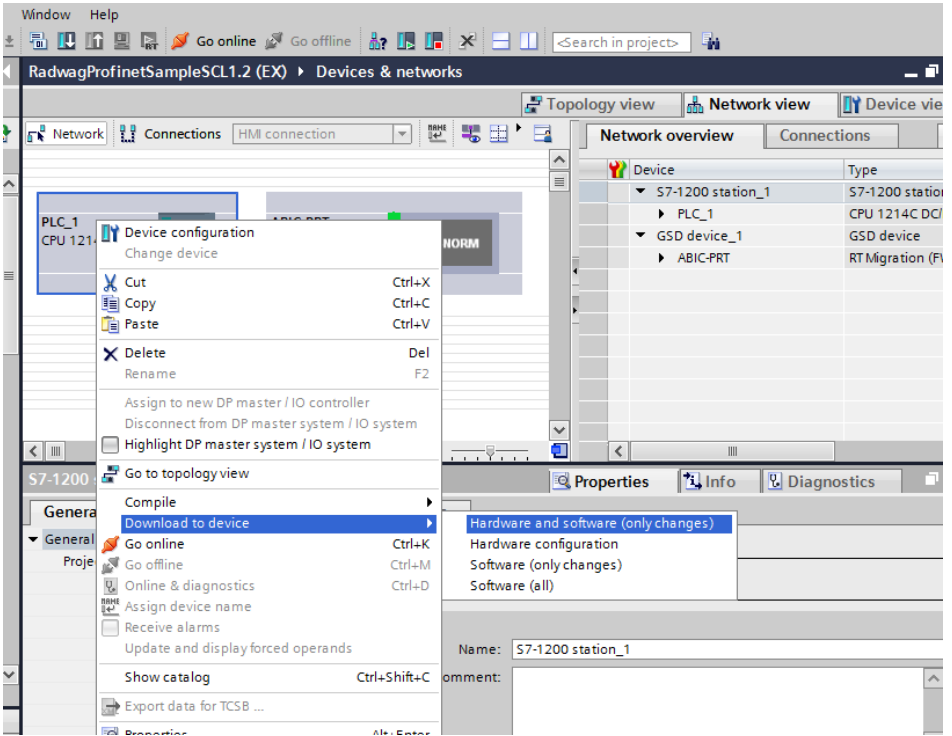 Window Help
Go online Go offline <Search in project>
RadwagProfinetSampleSCL1.2 (EX) Devices & networks
Topology view Network view Device vie
Network Connections HMI connection
Network overview Connections
Device Type
S7-1200 station_1 S7-1200 station
PLC_1 CPU 1214C DC/
GSD device_1 GSD device
ABIC-PRT RT Migration (FW
PLC_1 ABIC-PRT
CPU 1214
NORM
Device configuration
Change device
Cut Ctrl+X
Copy Ctrl+C
Paste Ctrl+V
Delete Del
Rename F2
Assign to new DP master / IO controller
Disconnect from DP master system / IO system
Highlight DP master system / IO system
Go to topology view
Compile
Download to device
Go online Ctrl+K
Go offline Ctrl+M
Online & diagnostics Ctrl+D
Assign device name
Receive alarms
Update and display forced operands
Show catalog Ctrl+Shift+C
Export data for TCSB ...
Properties Alt+Enter
Hardware and software (only changes)
Hardware configuration
Software (only changes)
Software (all)
S7-1200
Properties Info Diagnostics
Genera
General
Proje
Name: S7-1200 station_1
omment: